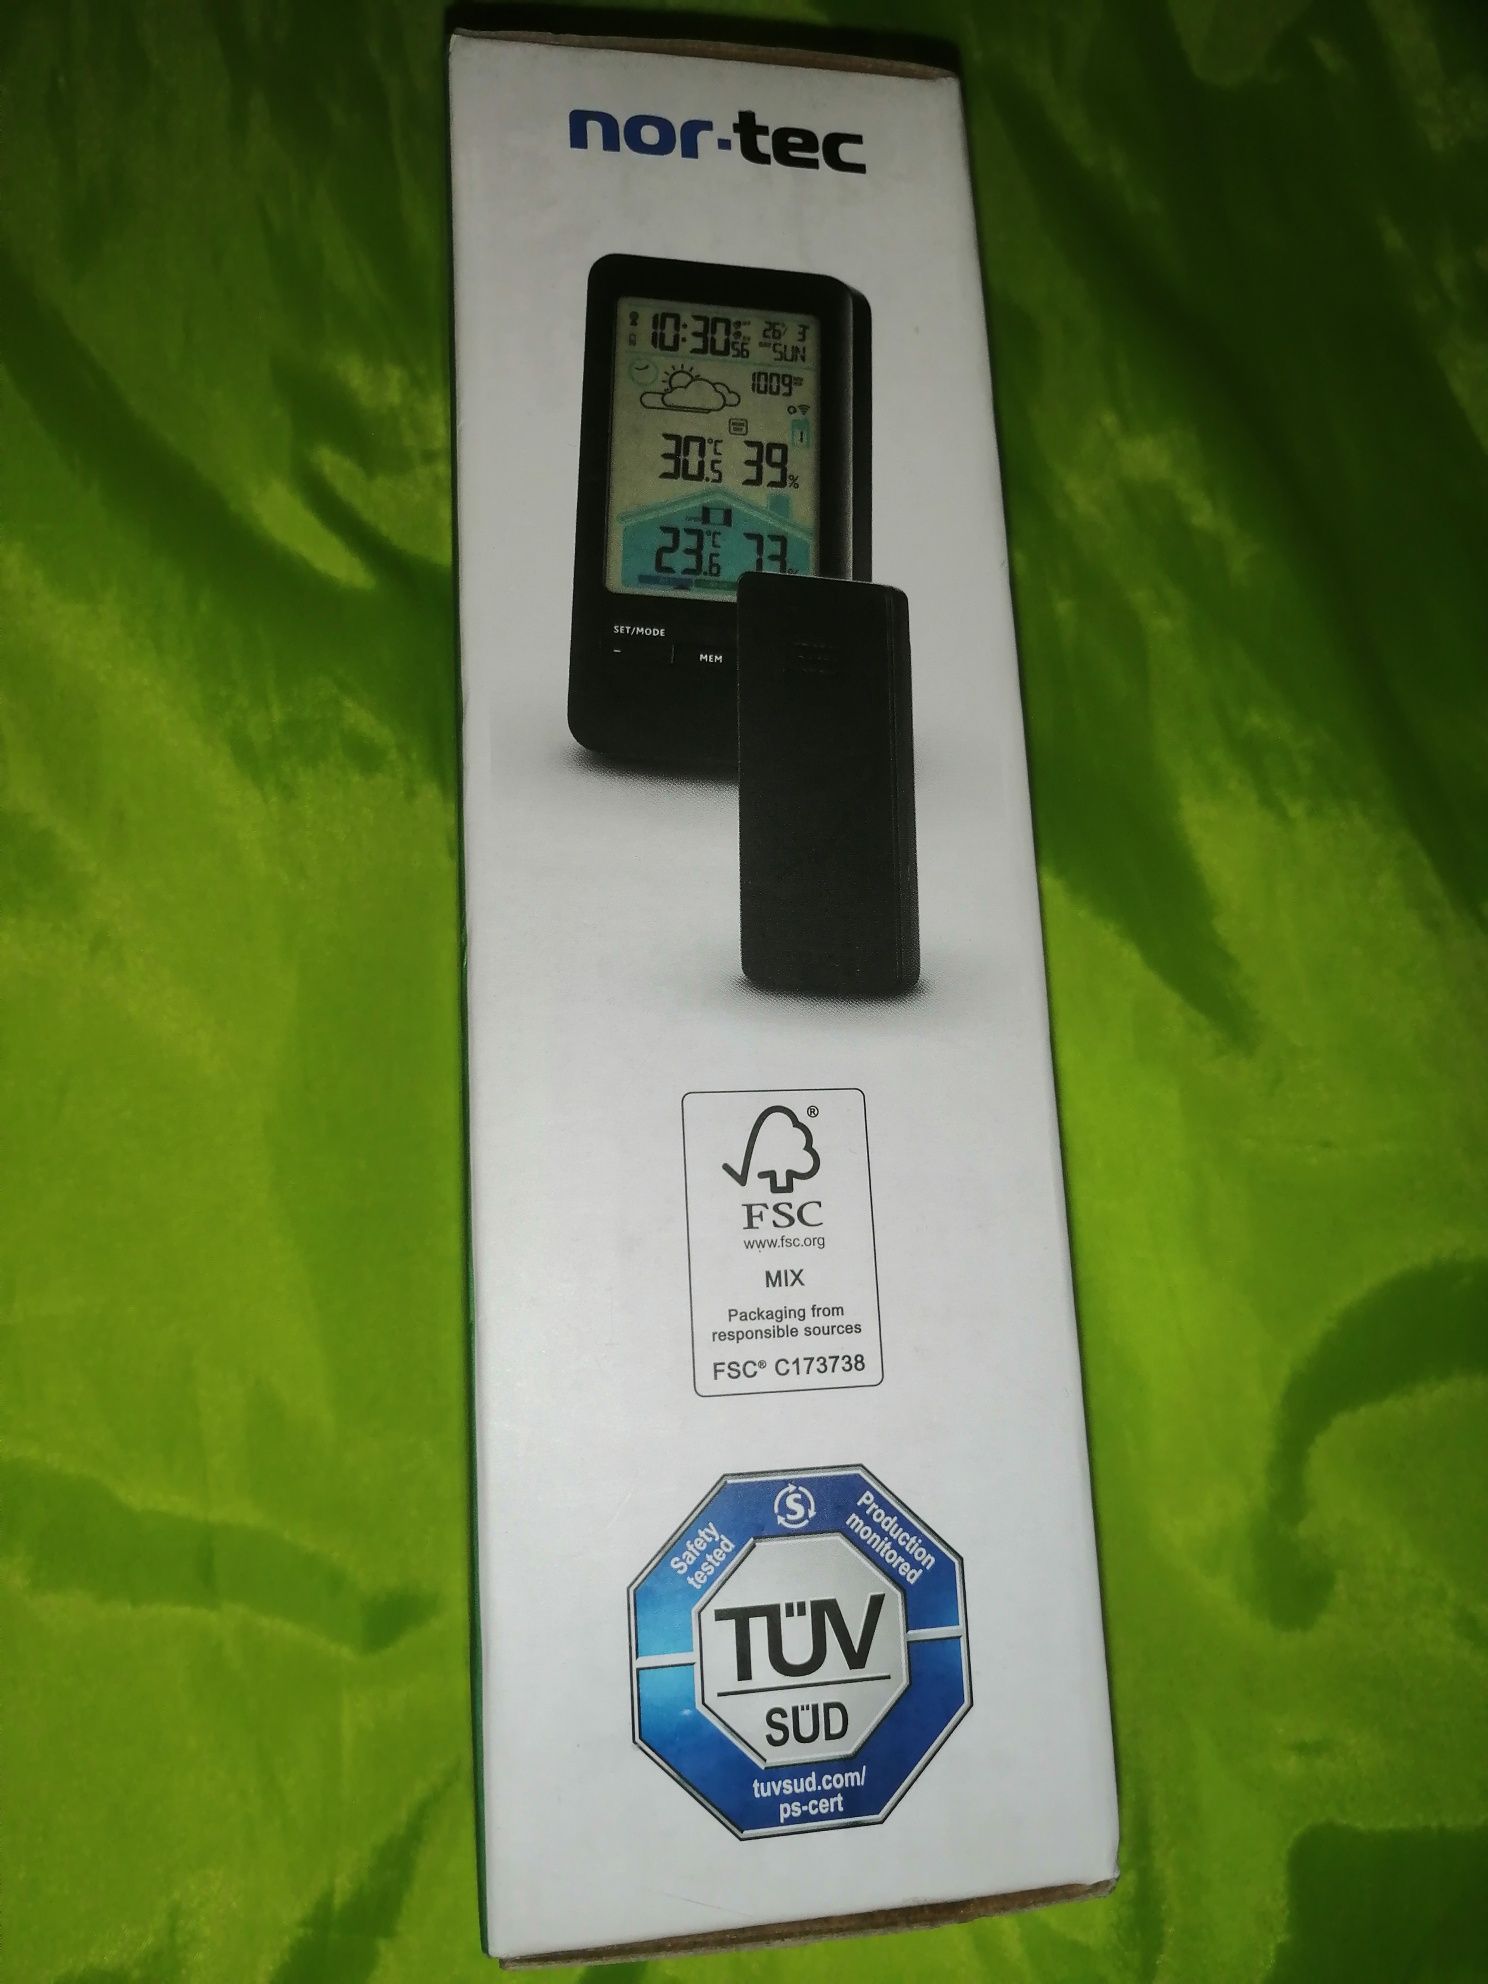 nor-tec
10:30 56
26/ 3
SUN
1009
30.5 °C 39%
23.6 °C 73%
SET/MODE
–
MEM
®
FSC
www.fsc.org
MIX
Packaging from
responsible sources
FSC® C173738
S
Safety
tested
Production
monitored
TÜV
SÜD
tuvsud.com/
ps-cert